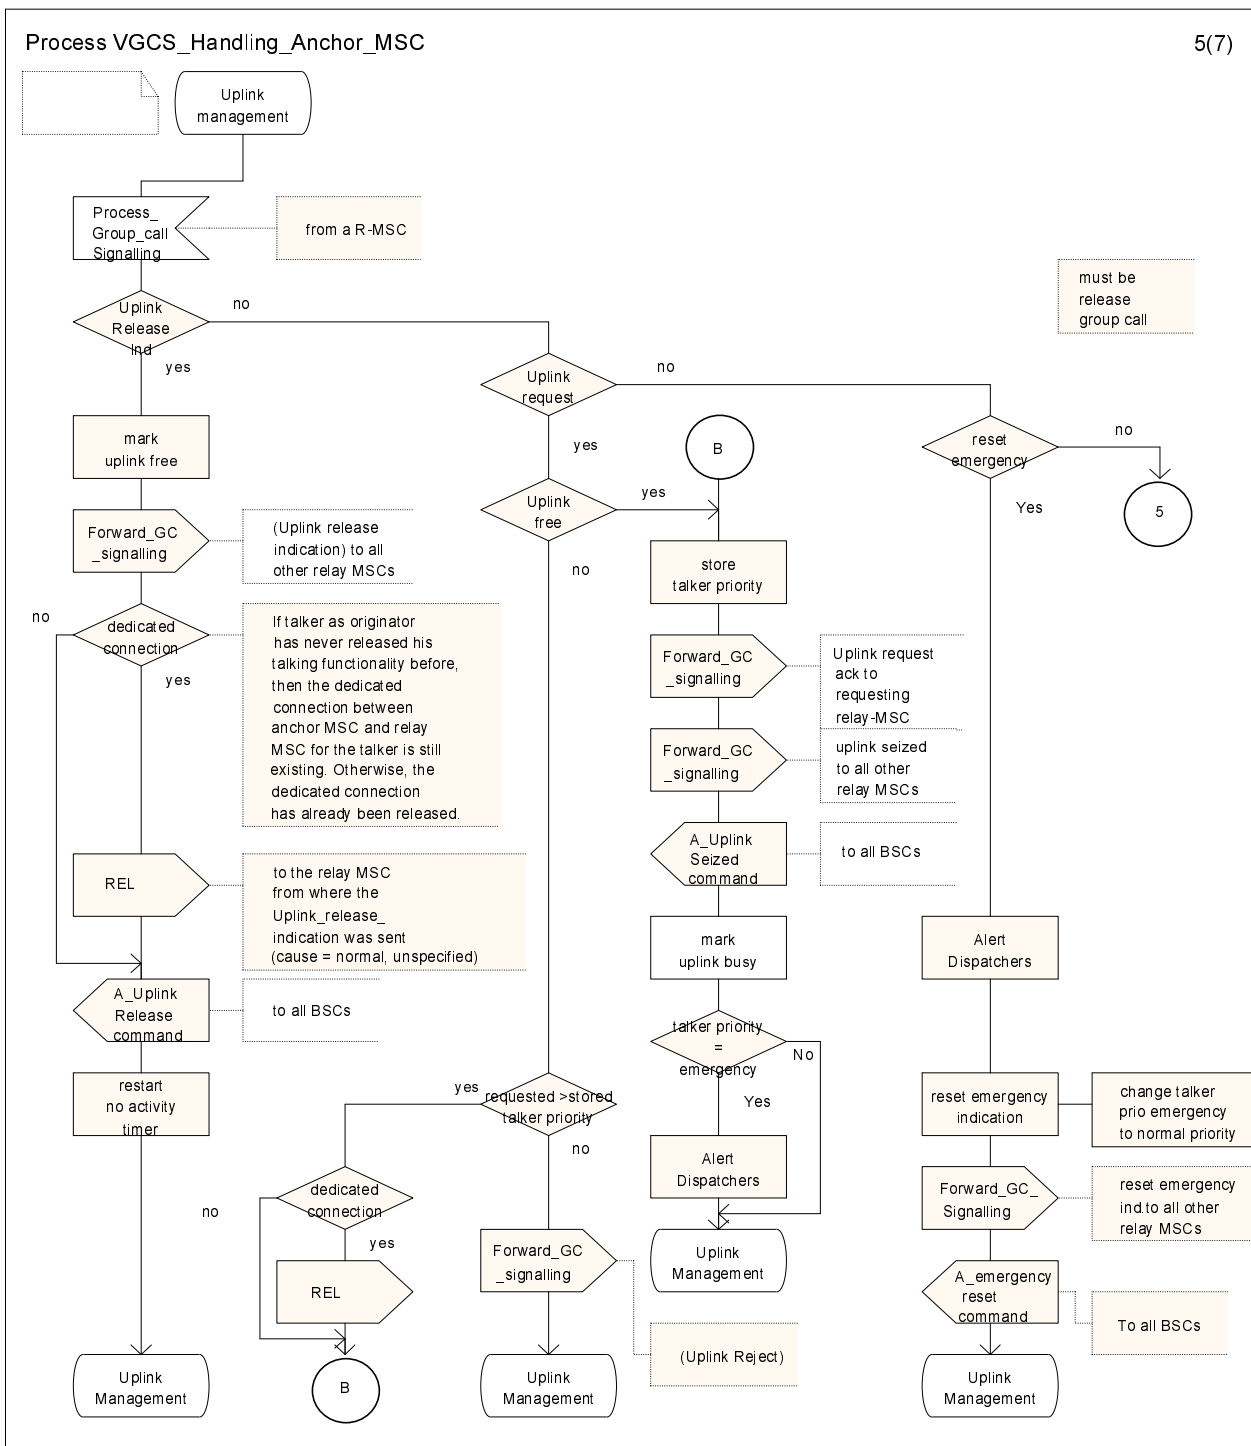 Process VGCS_Handling_Anchor_MSC
5(7)
Uplink
management
Process_
Group_call
Signalling
from a R-MSC
must be
release
group call
Uplink
Release
Ind
no
yes
Uplink
request
no
yes
reset
emergency
no
Yes
5
mark
uplink free
B
Uplink
free
yes
no
Forward_GC
_signalling
(Uplink release
indication) to all
other relay MSCs
store
talker priority
no
dedicated
connection
yes
If talker as originator
has never released his
talking functionality before,
then the dedicated
connection between
anchor MSC and relay
MSC for the talker is still
existing. Otherwise, the
dedicated connection
has already been released.
Forward_GC
_signalling
Uplink request
ack to
requesting
relay-MSC
Forward_GC
_signalling
uplink seized
to all other
relay MSCs
A_Uplink
Seized
command
to all BSCs
REL
to the relay MSC
from where the
Uplink_release_
indication was sent
(cause = normal, unspecified)
mark
uplink busy
Alert
Dispatchers
A_Uplink
Release
command
to all BSCs
talker priority
=
emergency
No
Yes
restart
no activity
timer
yes
requested >stored
talker priority
no
reset emergency
indication
change talker
prio emergency
to normal priority
Alert
Dispatchers
no
dedicated
connection
yes
Forward_GC_
Signalling
reset emergency
ind.to all other
relay MSCs
REL
Forward_GC
_signalling
Uplink
Management
A_emergency
reset
command
To all BSCs
(Uplink Reject)
Uplink
Management
B
Uplink
Management
Uplink
Management